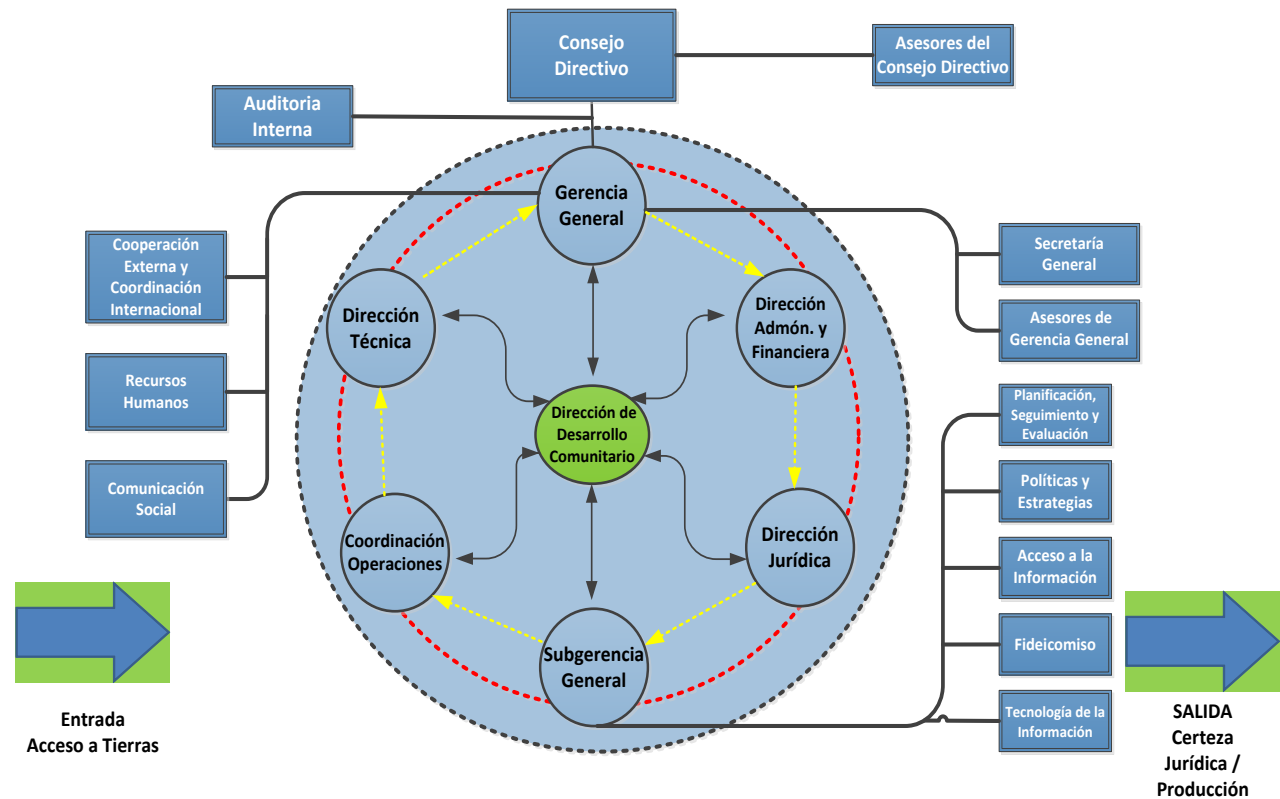 Consejo
Directivo
Asesores del
Consejo Directivo
Auditoria
Interna
Gerencia
General
Cooperación
Externa y
Coordinación
Internacional
Secretaría
General
Dirección
Técnica
Dirección
Admón. y
Financiera
Asesores de
Gerencia General
Recursos
Humanos
Dirección de
Desarrollo
Comunitario
Planificación,
Seguimiento y
Evaluación
Comunicación
Social
Políticas y
Estrategias
Coordinación
Operaciones
Dirección
Jurídica
Acceso a la
Información
Subgerencia
General
Fideicomiso
Tecnología de la
Información
Entrada
Acceso a Tierras
SALIDA
Certeza
Jurídica /
Producción